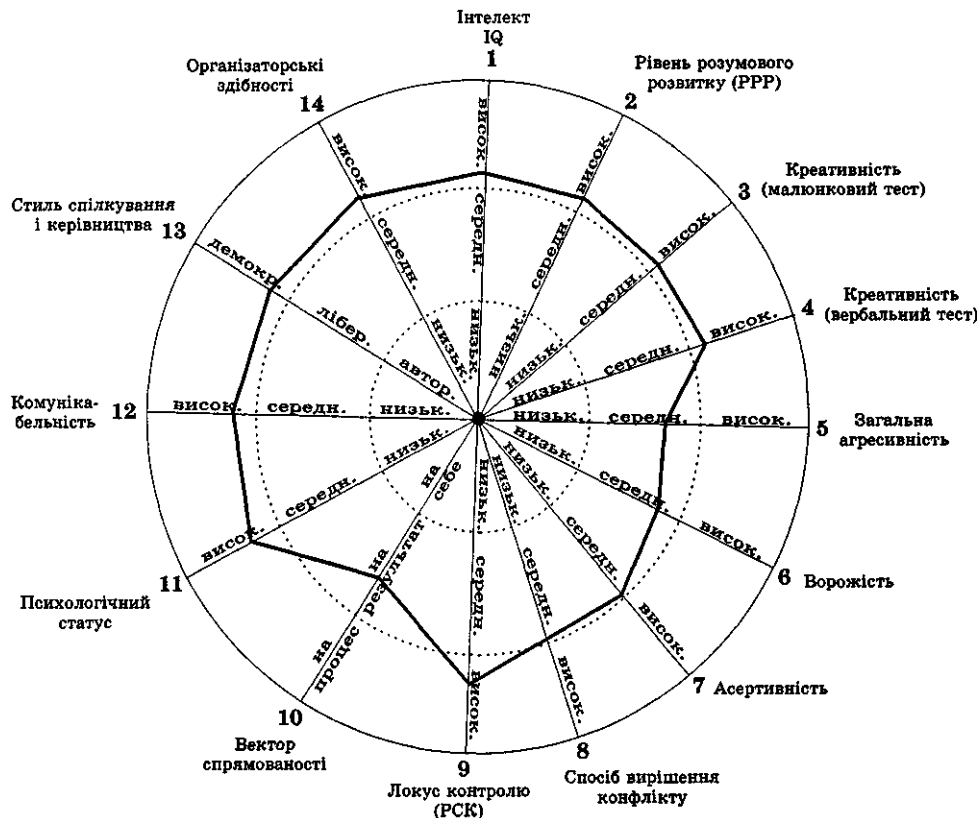 Інтелект
IQ
1
висок.
середн.
низьк.
Рівень розумового
розвитку (РРР)
2
висок.
середн.
низьк.
Креативність
(малюнковий тест)
3
висок.
середн.
низьк.
Креативність
(вербальний тест)
4
висок.
середн.
низьк.
Загальна
агресивність
5
низьк.
середн.
висок.
Ворожість
6
низьк.
середн.
висок.
Асертивність
7
низьк.
середн.
висок.
Спосіб вирішення
конфлікту
8
низьк.
середн.
висок.
Локус контролю
(РСК)
9
низьк.
середн.
висок.
Вектор
спрямованості
10
на
себе
на
результат
на
процес
Психологічний
статус
11
висок.
середн.
низьк.
Комуніка-
бельність
12
висок.
середн.
низьк.
Стиль спілкування
і керівництва
13
демокр.
лібер.
автор.
Організаторські
здібності
14
висок.
середн.
низьк.